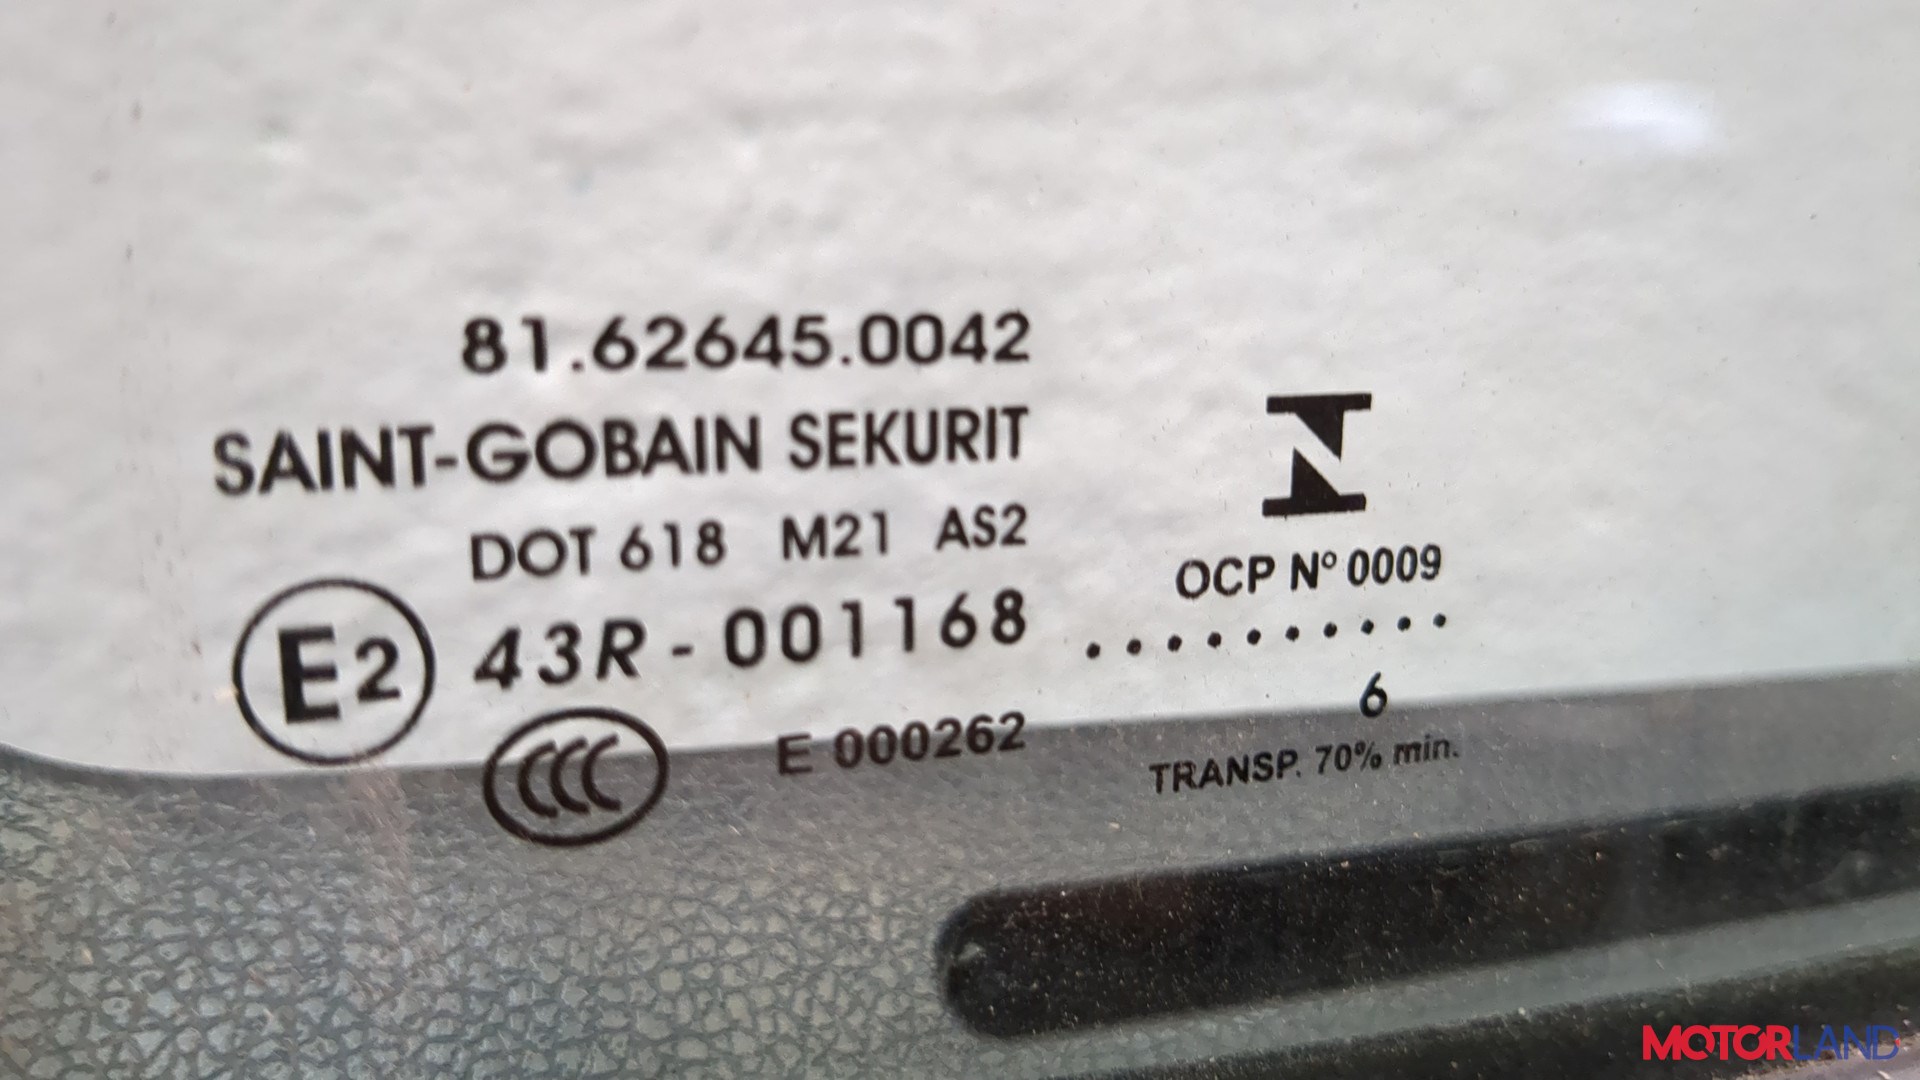 81.62645.0042
SAINT-GOBAIN SEKURIT
DOT 618 M21 AS2
E2 43R-001168
CCC E 000262
OCP Nº 0009
..........
6
TRANSP. 70% min.
MOTORLAND